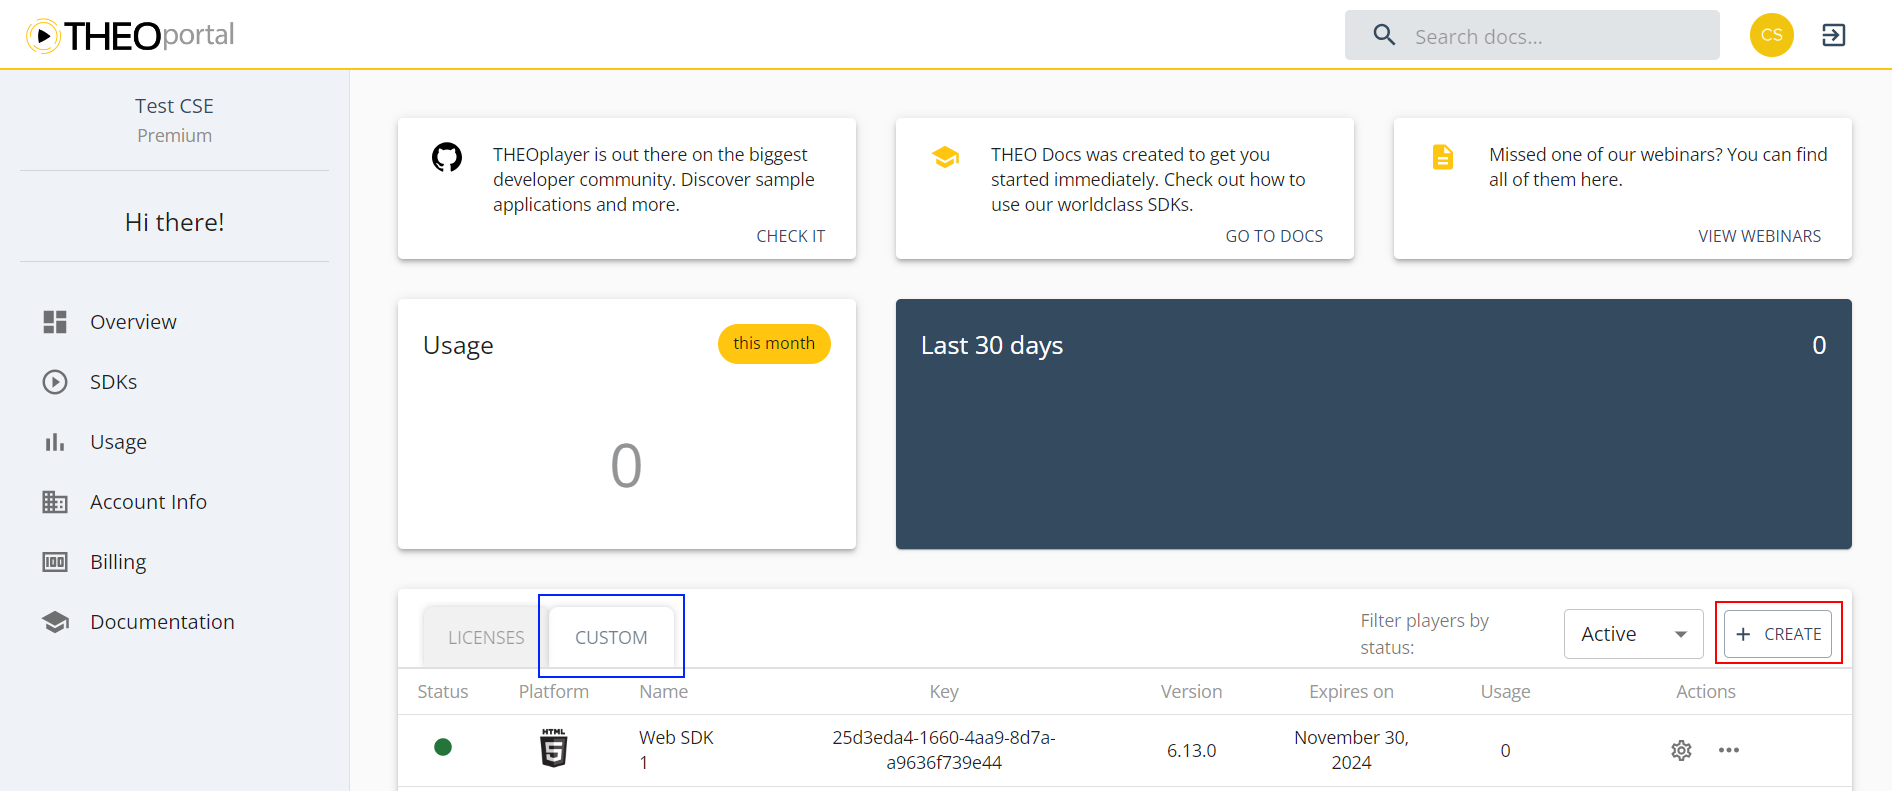 THEOportal
Search docs...
CS
Test CSE
Premium
Hi there!
Overview
SDKs
Usage
Account Info
Billing
Documentation
THEOplayer is out there on the biggest
developer community. Discover sample
applications and more.
CHECK IT
THEO Docs was created to get you
started immediately. Check out how to
use our worldclass SDKs.
GO TO DOCS
Missed one of our webinars? You can find
all of them here.
VIEW WEBINARS
Usage
this month
0
Last 30 days
0
LICENSES
CUSTOM
Filter players by
status:
Active
+ CREATE
Status
Platform
Name
Key
Version
Expires on
Usage
Actions
HTML
5
Web SDK
1
25d3eda4-1660-4aa9-8d7a-
a9636f739e44
6.13.0
November 30,
2024
0